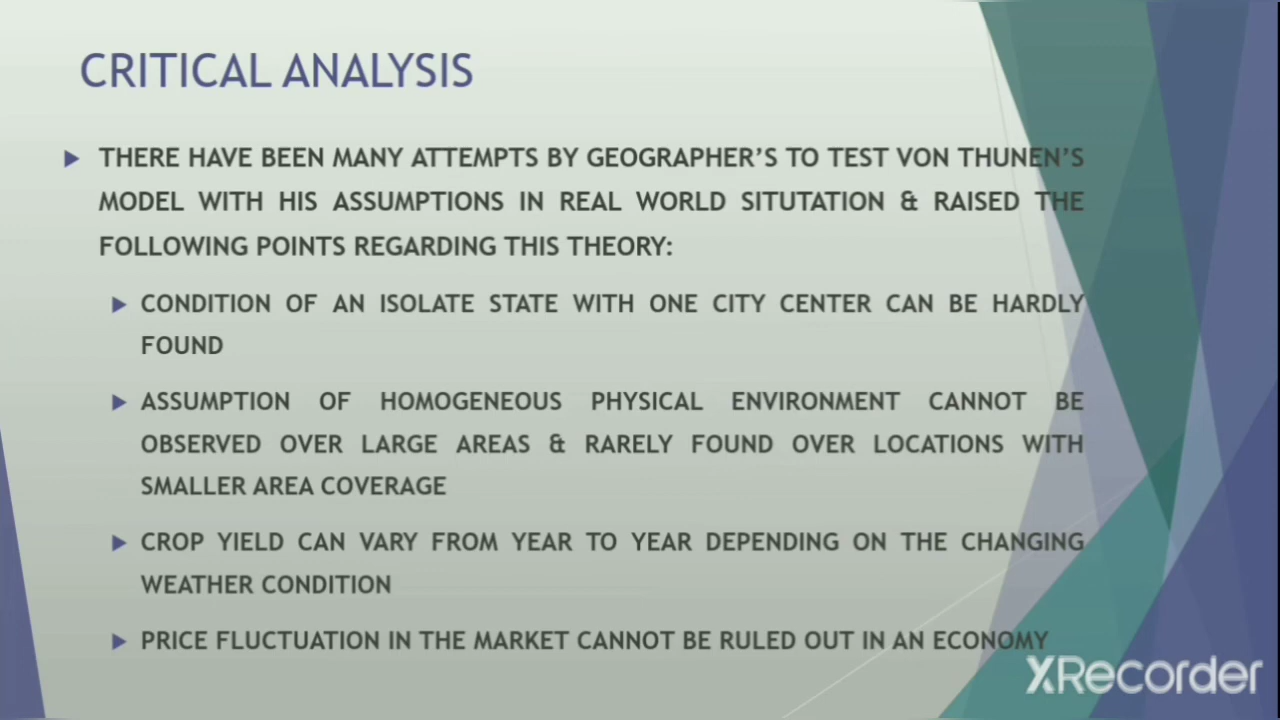 CRITICAL ANALYSIS
THERE HAVE BEEN MANY ATTEMPTS BY GEOGRAPHER'S TO TEST VON THUNEN'S
MODEL WITH HIS ASSUMPTIONS IN REAL WORLD SITUTATION & RAISED THE
FOLLOWING POINTS REGARDING THIS THEORY:
CONDITION OF AN ISOLATE STATE WITH ONE CITY CENTER CAN BE HARDLY
FOUND
ASSUMPTION OF HOMOGENEOUS PHYSICAL ENVIRONMENT CANNOT BE
OBSERVED OVER LARGE AREAS & RARELY FOUND OVER LOCATIONS WITH
SMALLER AREA COVERAGE
CROP YIELD CAN VARY FROM YEAR TO YEAR DEPENDING ON THE CHANGING
WEATHER CONDITION
PRICE FLUCTUATION IN THE MARKET CANNOT BE RULED OUT IN AN ECONOMY
XRecorder